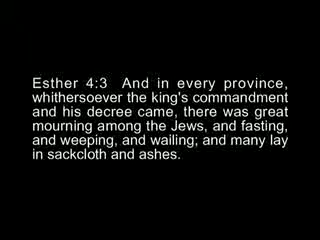 Esther 4:3  And in every province,
whithersoever the king's commandment
and his decree came, there was great
mourning among the Jews, and fasting,
and weeping, and wailing; and many lay
in sackcloth and ashes.